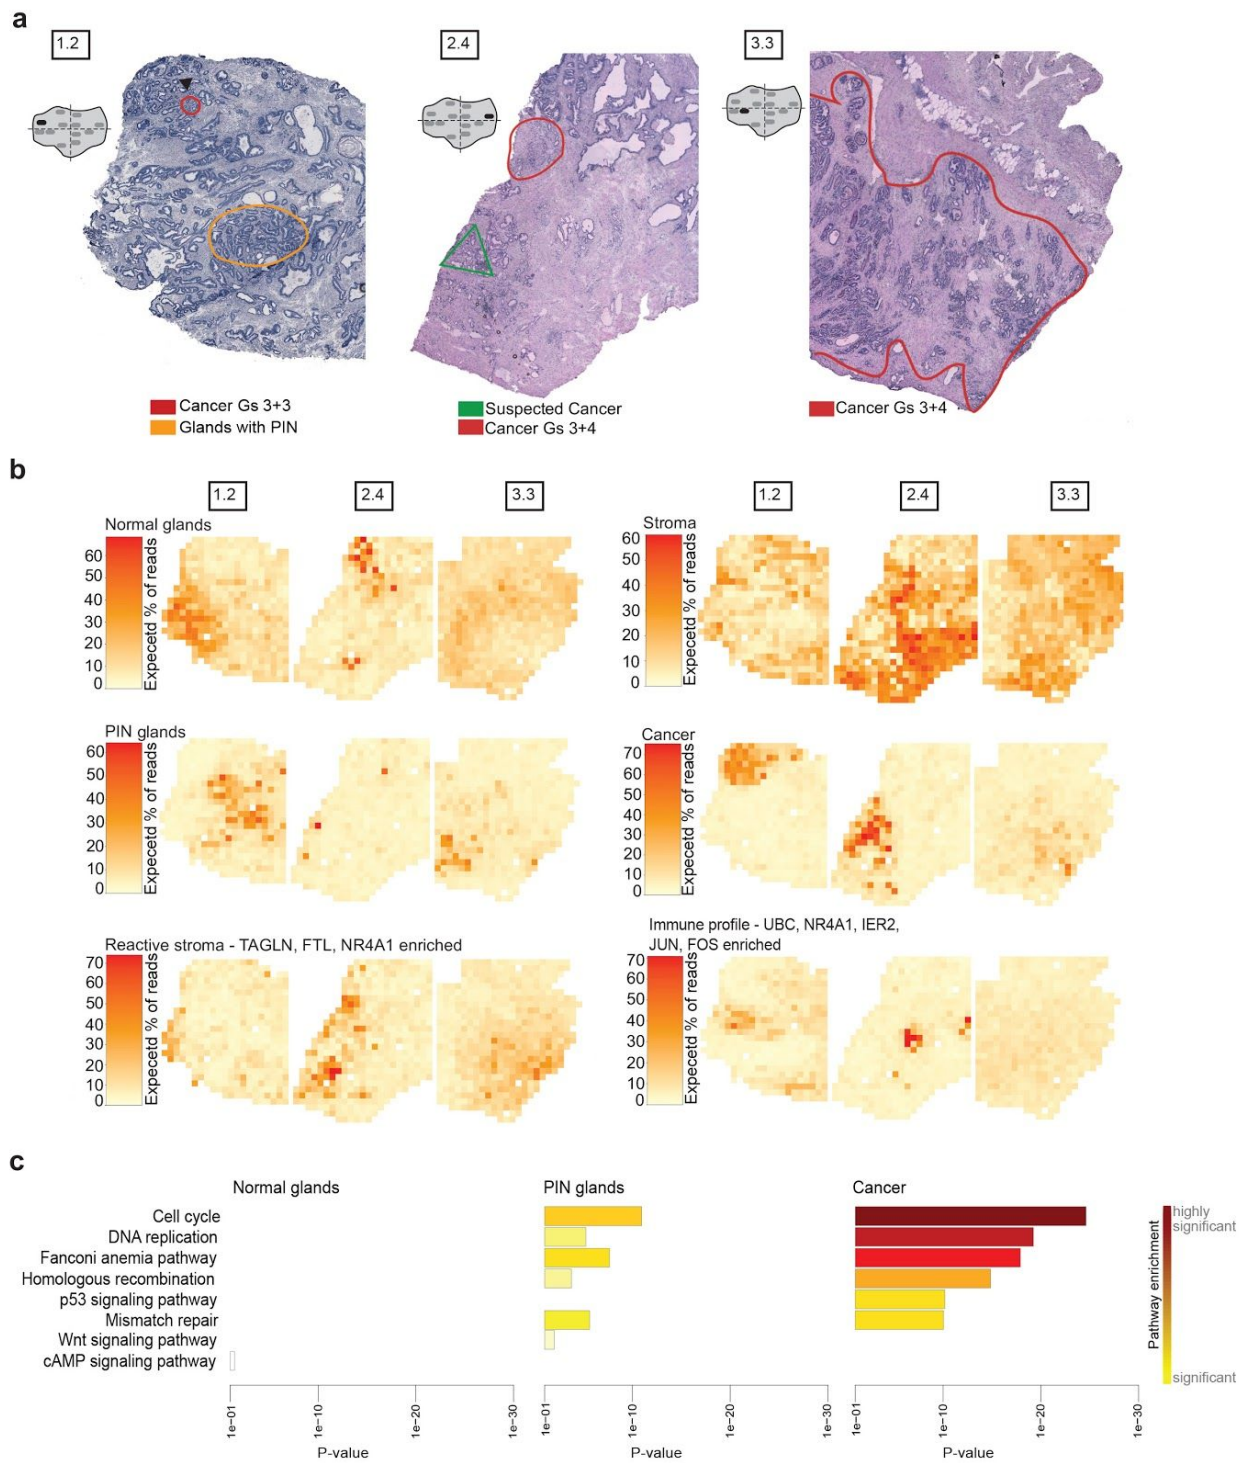 a
1.2
2.4
3.3
Cancer Gs 3+3
Glands with PIN
Suspected Cancer
Cancer Gs 3+4
Cancer Gs 3+4
b
1.2
2.4
3.3
1.2
2.4
3.3
Normal glands
60
50
40
30
20
10
0
Expecetd % of reads
Stroma
60
50
40
30
20
10
0
Expecetd % of reads
PIN glands
60
50
40
30
20
10
0
Expecetd % of reads
Cancer
70
60
50
40
30
20
10
0
Expecetd % of reads
Reactive stroma - TAGLN, FTL, NR4A1 enriched
70
60
50
40
30
20
10
0
Expecetd % of reads
Immune profile - UBC, NR4A1, IER2,
JUN, FOS enriched
70
60
50
40
30
20
10
0
Expecetd % of reads
c
Normal glands
PIN glands
Cancer
Cell cycle
DNA replication
Fanconi anemia pathway
Homologous recombination
p53 signaling pathway
Mismatch repair
Wnt signaling pathway
cAMP signaling pathway
1e−01
1e−10
1e−20
1e−30
P-value
1e−01
1e−10
1e−20
1e−30
P-value
1e−01
1e−10
1e−20
1e−30
P-value
Pathway enrichment
highly
significant
significant